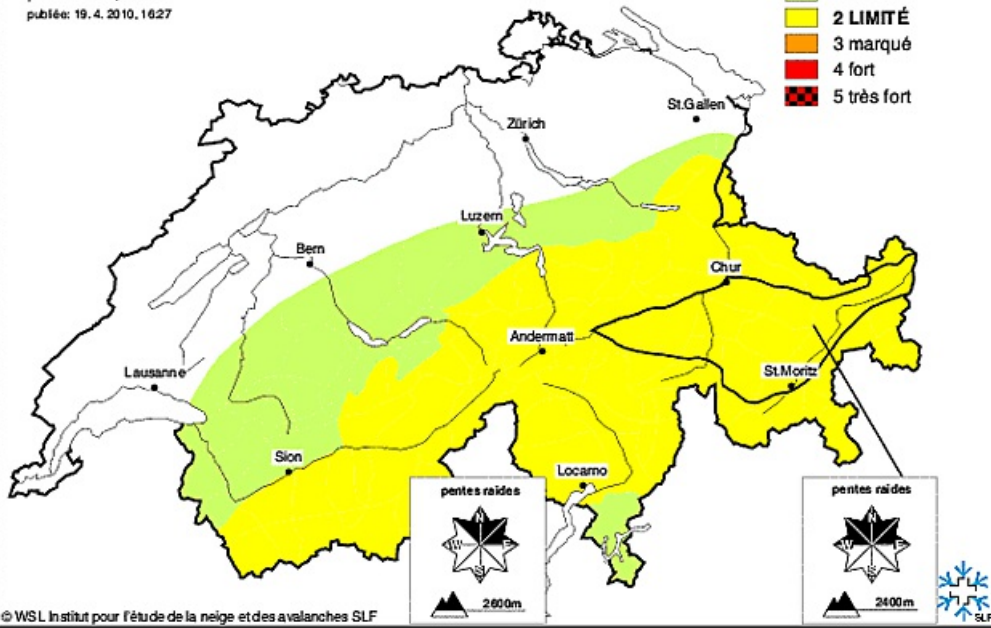 publiée: 19. 4. 2010, 16:27
2 LIMITÉ
3 marqué
4 fort
5 très fort
St.Gallen
Zürich
Luzern
Bern
Chur
Andermatt
Lausanne
St.Moritz
Sion
Locarno
pentes raides
N
W E
S
2600m
pentes raides
N
W E
S
2400m
SLF
© WSL Institut pour l'étude de la neige et des avalanches SLF